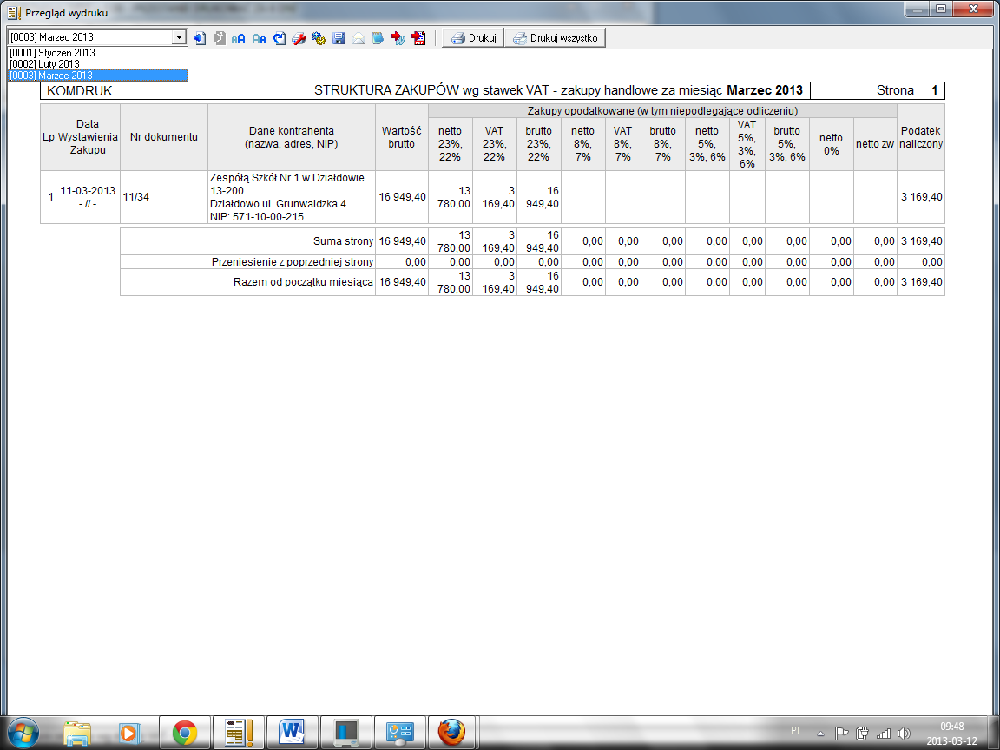 Przegląd wydruku
[0003] Marzec 2013
Drukuj
Drukuj wszystko
[0001] Styczeń 2013
[0002] Luty 2013
[0003] Marzec 2013
KOMDRUK
STRUKTURA ZAKUPÓW wg stawek VAT - zakupy handlowe za miesiąc Marzec 2013
Strona 1
Lp
Data
Wystawienia
Zakupu
Nr dokumentu
Dane kontrahenta
(nazwa, adres, NIP)
Wartość
brutto
Zakupy opodatkowane (w tym niepodlegające odliczeniu)
netto
23%,
22%
VAT
23%,
22%
brutto
23%,
22%
netto
8%,
7%
VAT
8%,
7%
brutto
8%,
7%
netto
5%,
3%, 6%
VAT
5%,
3%,
6%
brutto
5%,
3%, 6%
netto
0%
netto zw
Podatek
naliczony
1
11-03-2013
- // -
11/34
Zespółą Szkół Nr 1 w Działdowie
13-200
Działdowo ul. Grunwaldzka 4
NIP: 571-10-00-215
16 949,40
13
780,00
3
169,40
16
949,40
3 169,40
Suma strony
16 949,40
13
780,00
3
169,40
16
949,40
0,00 0,00 0,00 0,00 0,00 0,00 0,00 0,00 3 169,40
Przeniesienie z poprzedniej strony 0,00 0,00 0,00 0,00 0,00 0,00 0,00 0,00 0,00 0,00 0,00 0,00 0,00
Razem od początku miesiąca
16 949,40
13
780,00
3
169,40
16
949,40
0,00 0,00 0,00 0,00 0,00 0,00 0,00 0,00 3 169,40
PL
09:48
2013-03-12